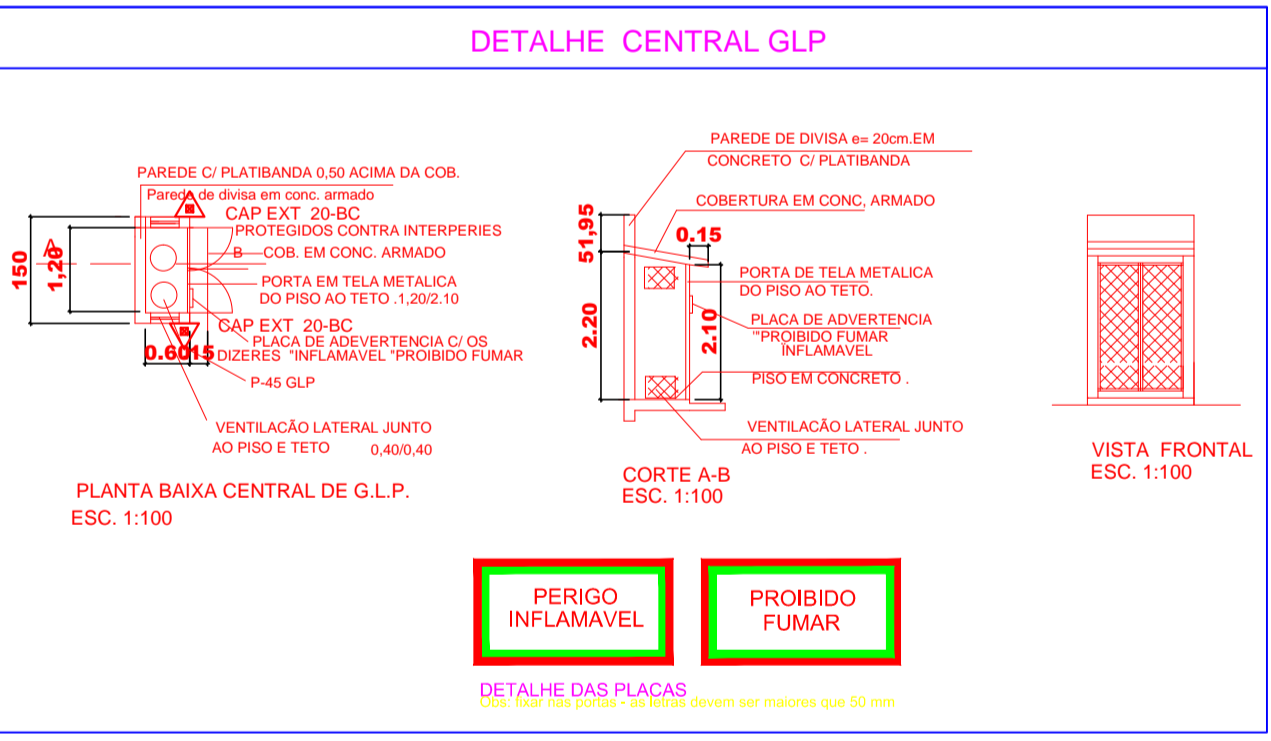 DETALHE CENTRAL GLP
PAREDE C/ PLATIBANDA 0,50 ACIMA DA COB.
Parede de divisa em conc. armado
CAP EXT 20-BC
PROTEGIDOS CONTRA INTERPERIES
B COB. EM CONC. ARMADO
PORTA EM TELA METALICA
DO PISO AO TETO .1,20/2.10
CAP EXT 20-BC
PLACA DE ADEVERTENCIA C/ OS
DIZERES "INFLAMAVEL "PROIBIDO FUMAR
P-45 GLP
VENTILACÃO LATERAL JUNTO
AO PISO E TETO 0,40/0,40
150
1,20
A
0.60
15
PLANTA BAIXA CENTRAL DE G.L.P.
ESC. 1:100
PAREDE DE DIVISA e= 20cm.EM
CONCRETO C/ PLATIBANDA
COBERTURA EM CONC, ARMADO
0.15
PORTA DE TELA METALICA
DO PISO AO TETO.
PLACA DE ADVERTENCIA
'"PROIBIDO FUMAR
INFLAMAVEL
PISO EM CONCRETO .
VENTILACÃO LATERAL JUNTO
AO PISO E TETO .
2.20
2.10
CORTE A-B
ESC. 1:100
VISTA FRONTAL
ESC. 1:100
PERIGO
INFLAMAVEL
PROIBIDO
FUMAR
DETALHE DAS PLACAS
Obs: fixar nas portas - as letras devem ser maiores que 50 mm